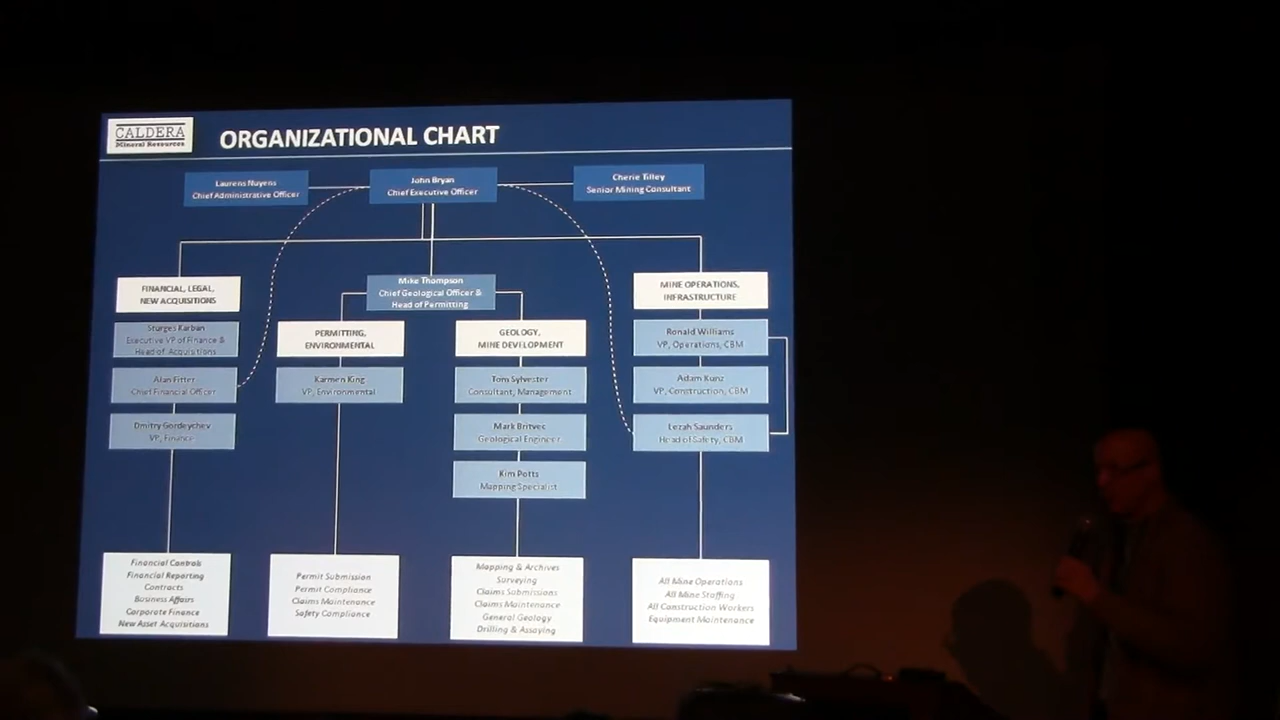 CALDERA
Mineral Resources
ORGANIZATIONAL CHART
Laurens Nuyens
Chief Administrative Officer
John Bryan
Chief Executive Officer
Cherie Tilley
Senior Mining Consultant
FINANCIAL, LEGAL,
NEW ACQUISITIONS
Sturges Karban
Executive VP of Finance &
Head of Acquisitions
Alan Fitter
Chief Financial Officer
Dmitry Gordeychev
VP, Finance
Financial Controls
Financial Reporting
Contracts
Business Affairs
Corporate Finance
New Asset Acquisitions
Mike Thompson
Chief Geological Officer &
Head of Permitting
PERMITTING,
ENVIRONMENTAL
Karmen King
VP, Environmental
Permit Submission
Permit Compliance
Claims Maintenance
Safety Compliance
GEOLOGY,
MINE DEVELOPMENT
Tom Sylvester
Consultant, Management
Mark Britvec
Geological Engineer
Kim Potts
Mapping Specialist
Mapping & Archives
Surveying
Claims Submissions
Claims Maintenance
General Geology
Drilling & Assaying
MINE OPERATIONS,
INFRASTRUCTURE
Ronald Williams
VP, Operations, CBM
Adam Kunz
VP, Construction, CBM
Lezah Saunders
Head of Safety, CBM
All Mine Operations
All Mine Staffing
All Construction Workers
Equipment Maintenance